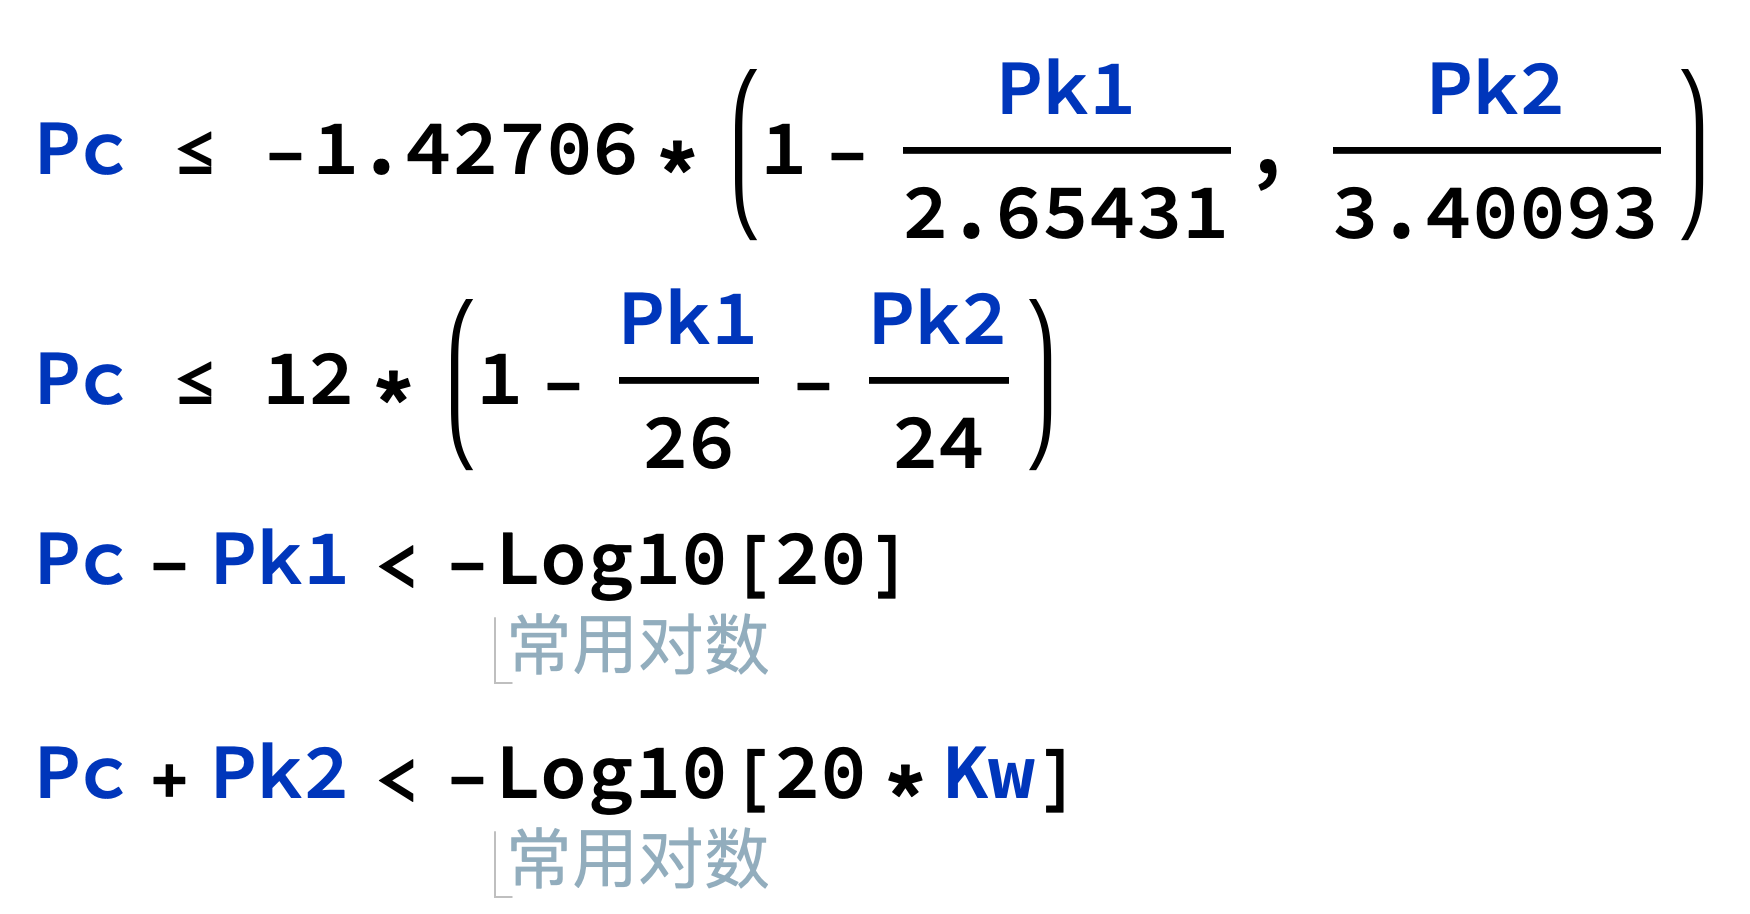 Pc ≤ -1.42706 * (1 - Pk1/2.65431, Pk2/3.40093)
Pc ≤ 12 * (1 - Pk1/26 - Pk2/24)
Pc - Pk1 < -Log10[20]
常用对数
Pc + Pk2 < -Log10[20 * Kw]
常用对数